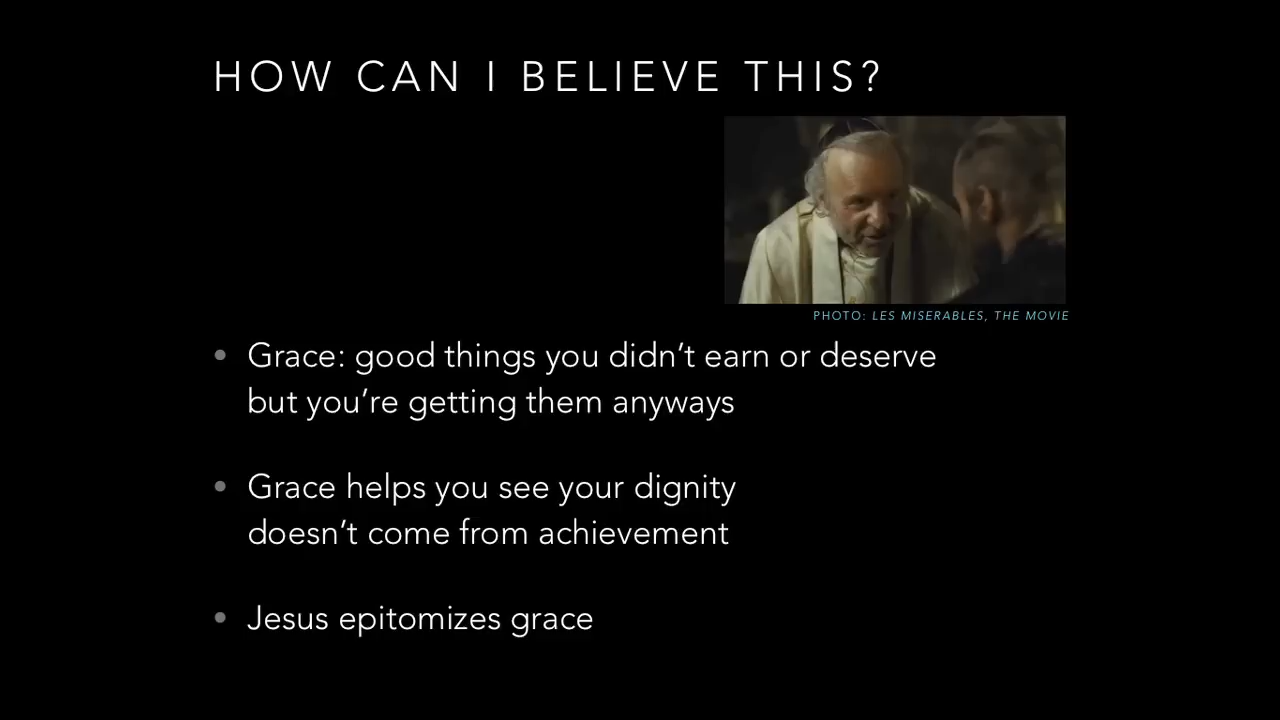 HOW CAN I BELIEVE THIS?
PHOTO: LES MISERABLES, THE MOVIE
• Grace: good things you didn’t earn or deserve
but you’re getting them anyways
• Grace helps you see your dignity
doesn’t come from achievement
• Jesus epitomizes grace